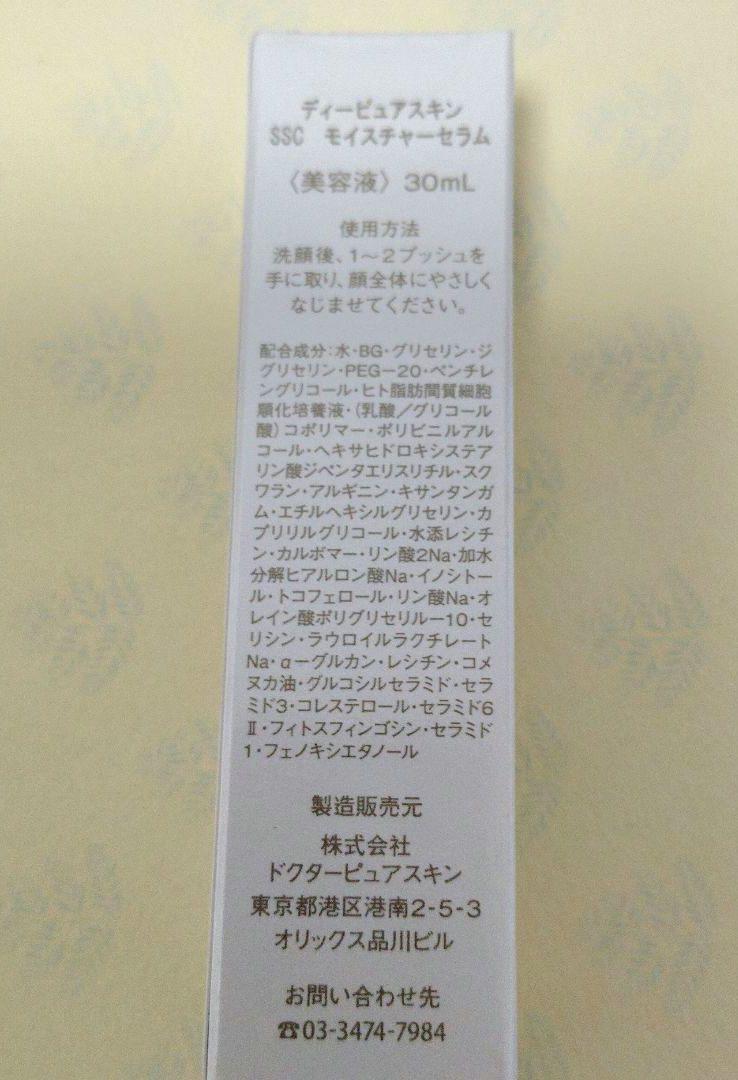 ディーピュアスキン
SSC モイスチャーセラム
〈美容液〉30mL
使用方法
洗顔後、1〜2プッシュを
手に取り、顔全体にやさしく
なじませてください。
配合成分:水・BG・グリセリン・ジ
グリセリン・PEG−20・ペンチレ
ングリコール・ヒト脂肪間質細胞
順化培養液・(乳酸/グリコール
酸)コポリマー・ポリビニルアル
コール・ヘキサヒドロキシステア
リン酸ジペンタエリスリチル・スク
ワラン・アルギニン・キサンタンガ
ム・エチルヘキシルグリセリン・カ
プリリルグリコール・水添レシチ
ン・カルボマー・リン酸2Na・加水
分解ヒアルロン酸Na・イノシトー
ル・トコフェロール・リン酸Na・オ
レイン酸ポリグリセリル−10・セ
リシン・ラウロイルラクチレート
Na・α−グルカン・レシチン・コメ
ヌカ油・グルコシルセラミド・セラ
ミド3・コレステロール・セラミド6
Ⅱ・フィトスフィンゴシン・セラミド
1・フェノキシエタノール
製造販売元
株式会社
ドクターピュアスキン
東京都港区港南2-5-3
オリックス品川ビル
お問い合わせ先
☎03-3474-7984